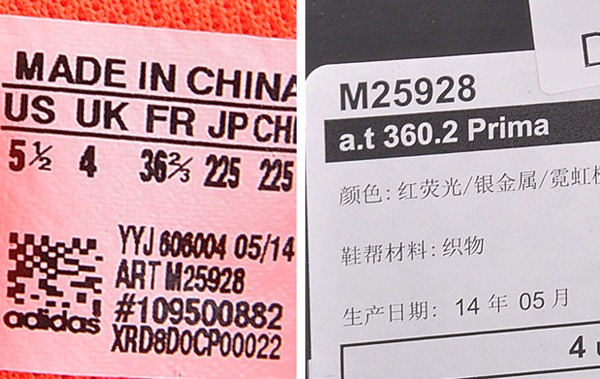 MADE IN CHINA
US UK FR JP CHN
5½ 4 36⅔ 225 225
YYJ 606004 05/14
ART M25928
#109500882
XRD8D0CP00022
adidas
M25928
a.t 360.2 Prima
颜色: 红荧光/银金属/霓虹
鞋帮材料: 织物
生产日期: 14 年 05 月
4